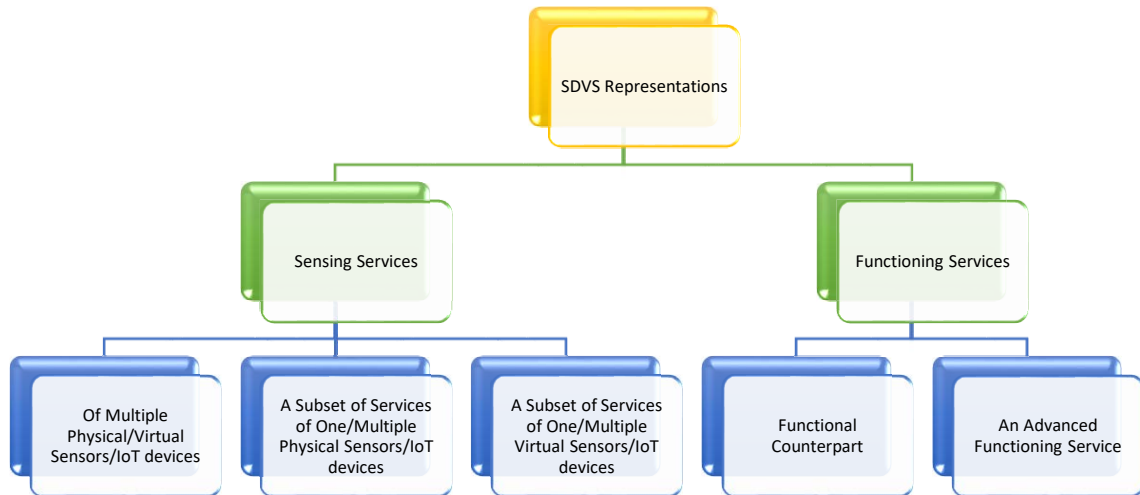 SDVS Representations
Sensing Services
Functioning Services
Of Multiple
Physical/Virtual
Sensors/IoT devices
A Subset of Services
of One/Multiple
Physical Sensors/IoT
devices
A Subset of Services
of One/Multiple
Virtual Sensors/IoT
devices
Functional
Counterpart
An Advanced
Functioning Service